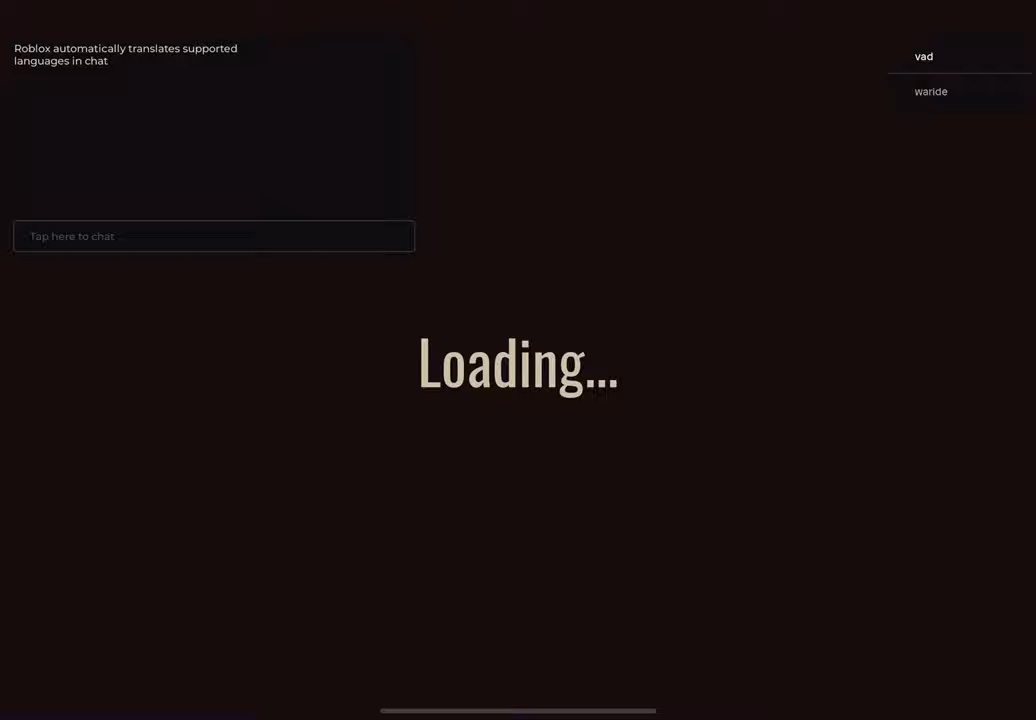 Roblox automatically translates supported
languages in chat
vad
waride
Tap here to chat
Loading...